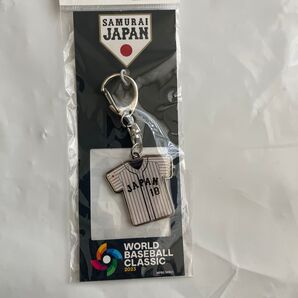 SAMURAI
JAPAN
JAPAN
18
WORLD
BASEBALL
CLASSIC
2023